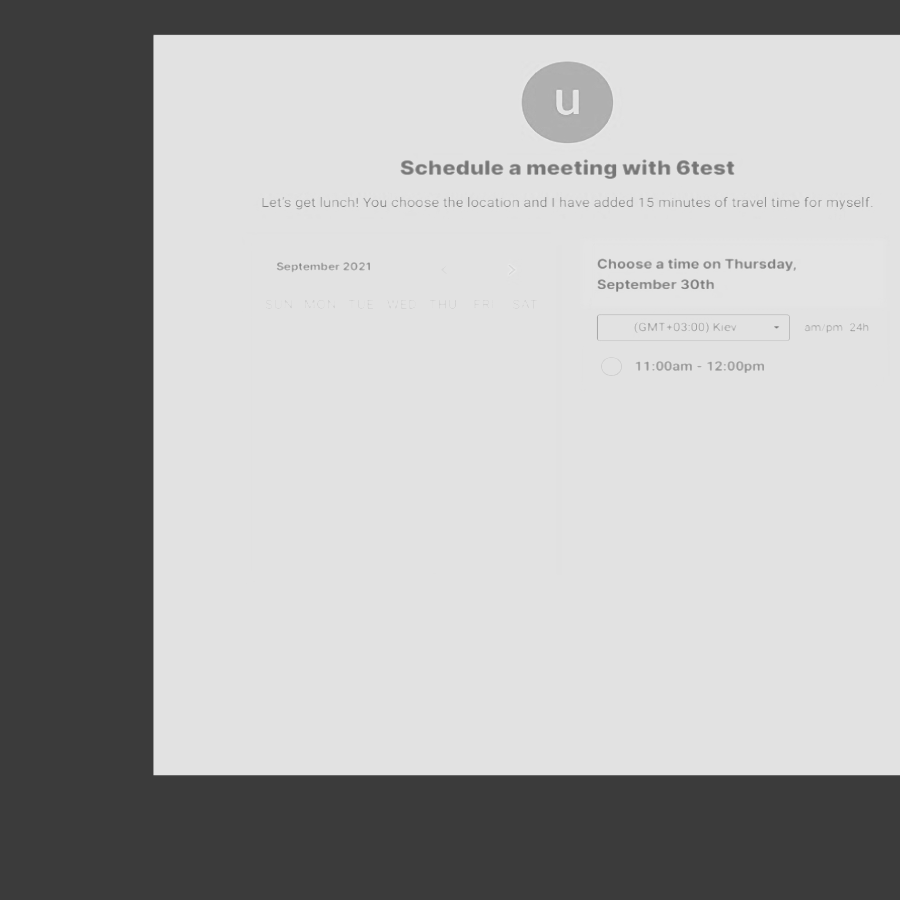 u
Schedule a meeting with 6test
Let's get lunch! You choose the location and I have added 15 minutes of travel time for myself.
September 2021
SUN MON TUE WED THU FRI SAT
Choose a time on Thursday,
September 30th
(GMT+03:00) Kiev
am/pm 24h
11:00am - 12:00pm